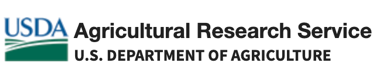 USDA Agricultural Research Service
U.S. DEPARTMENT OF AGRICULTURE